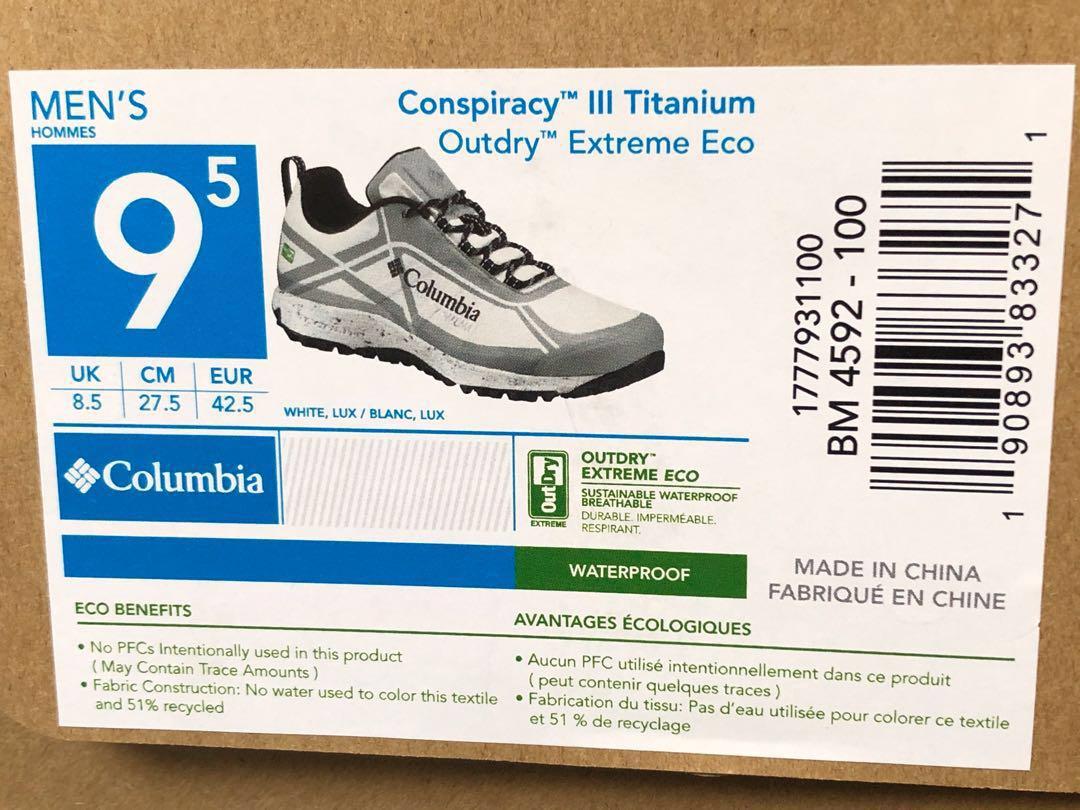 MEN'S
HOMMES
9 5
UK CM EUR
8.5 27.5 42.5
Conspiracy™ III Titanium
Outdry™ Extreme Eco
Columbia
WHITE, LUX / BLANC, LUX
1777931100
BM 4592 - 100
1 90893 83327 1
Columbia
OutDry
EXTREME
OUTDRY™
EXTREME ECO
SUSTAINABLE WATERPROOF
BREATHABLE
DURABLE. IMPERMÉABLE.
RESPIRANT.
WATERPROOF
MADE IN CHINA
FABRIQUÉ EN CHINE
ECO BENEFITS
• No PFCs Intentionally used in this product
( May Contain Trace Amounts )
• Fabric Construction: No water used to color this textile
and 51% recycled
AVANTAGES ÉCOLOGIQUES
• Aucun PFC utilisé intentionnellement dans ce produit
( peut contenir quelques traces )
• Fabrication du tissu: Pas d'eau utilisée pour colorer ce textile
et 51 % de recyclage